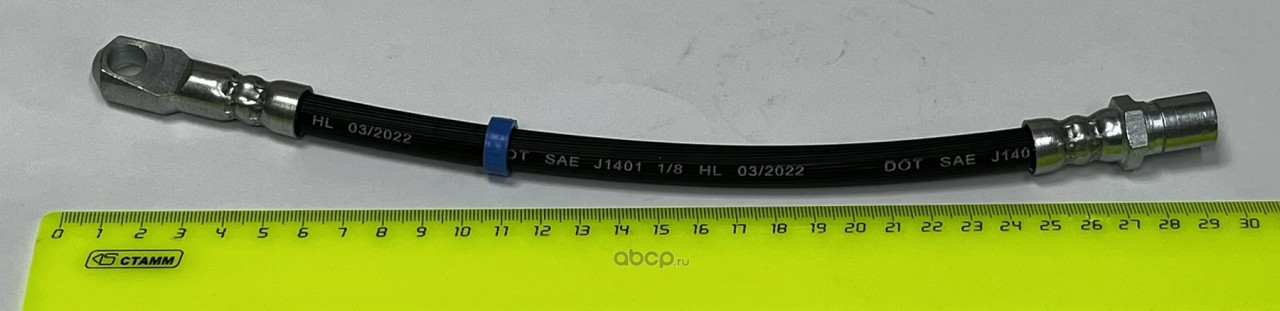 HL 03/2022
DOT SAE J1401 1/8 HL 03/2022
DOT SAE J140
0 1 2 3 4 5 6 7 8 9 10 11 12 13 14 15 16 17 18 19 20 21 22 23 24 25 26 27 28 29 30
СТАММ
abcp.ru